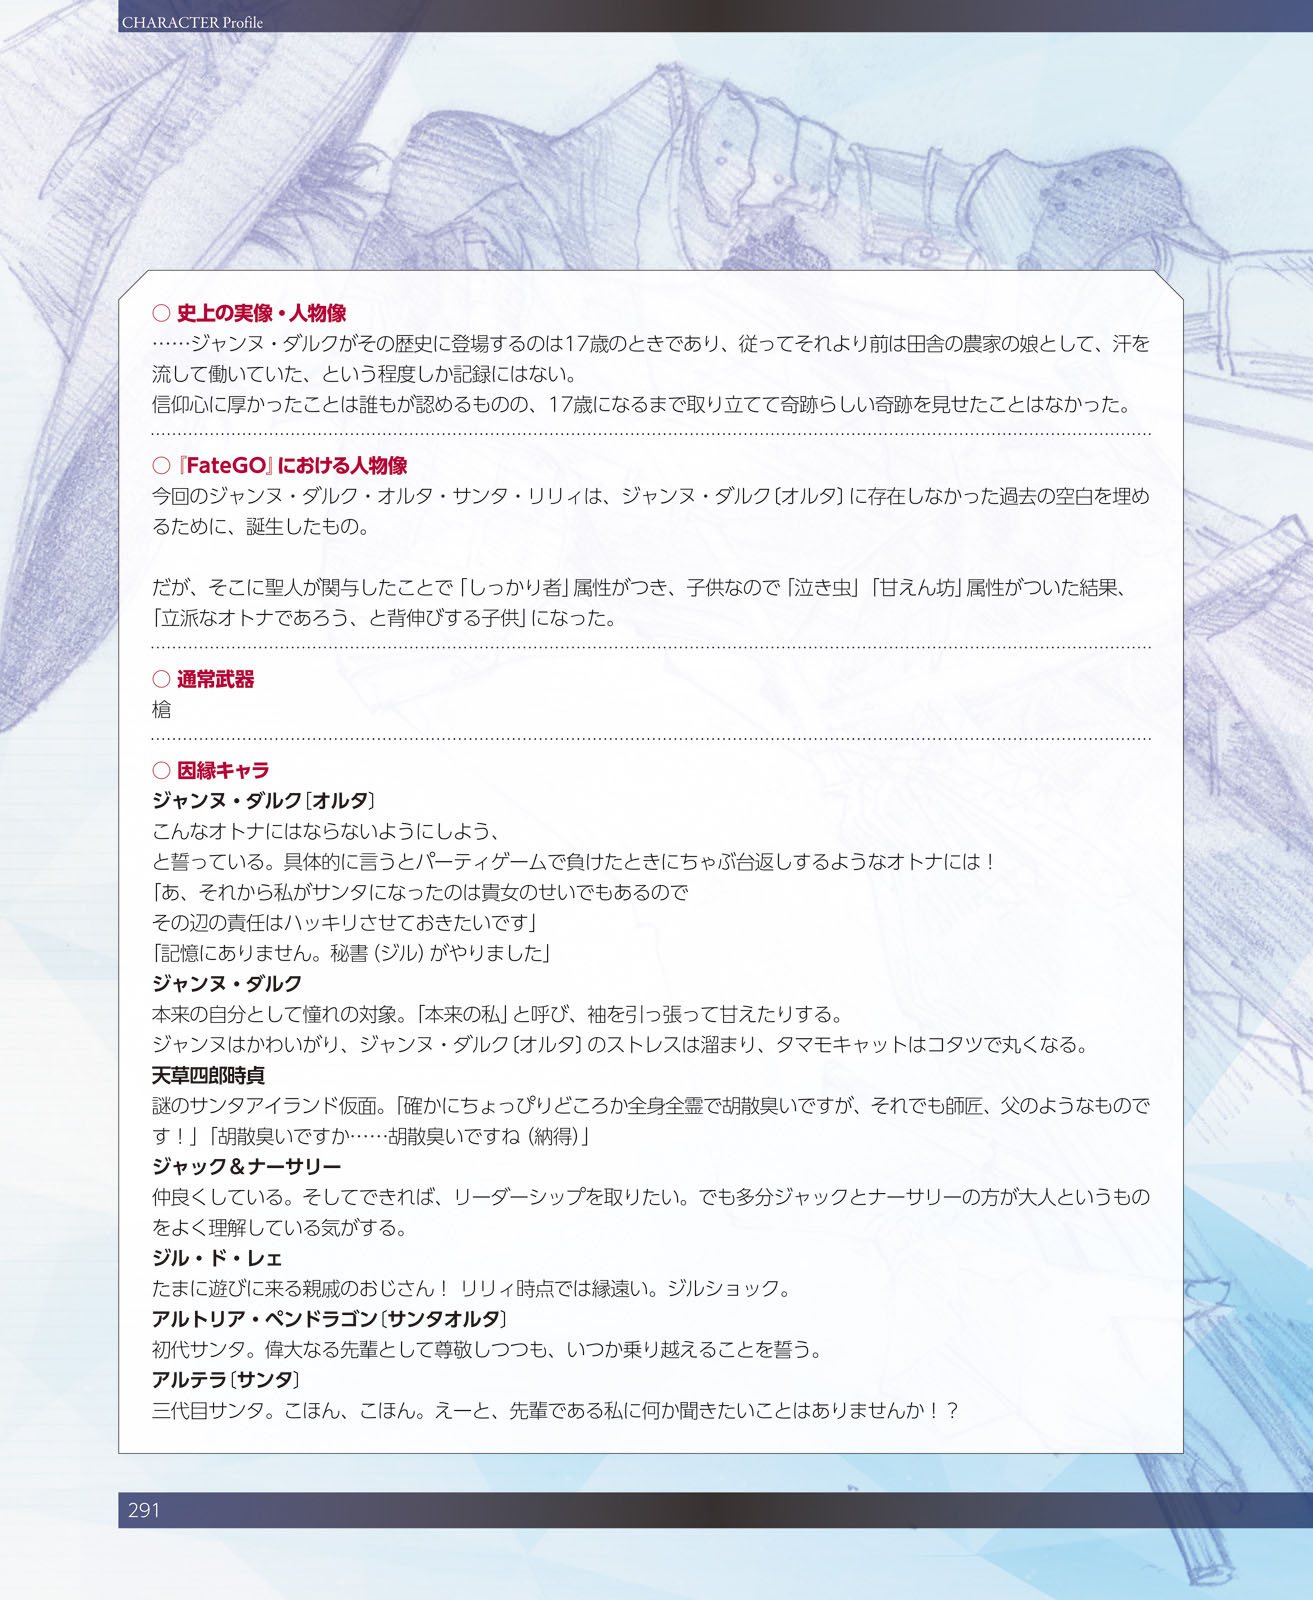 CHARACTER Profile
○ 史上の実像・人物像
……ジャンヌ・ダルクがその歴史に登場するのは17歳のときであり、従ってそれより前は田舎の農家の娘として、汗を
流して働いていた、という程度しか記録にはない。
信仰心に厚かったことは誰もが認めるものの、17歳になるまで取り立てて奇跡らしい奇跡を見せたことはなかった。
○『FateGO』における人物像
今回のジャンヌ・ダルク・オルタ・サンタ・リリィは、ジャンヌ・ダルク〔オルタ〕に存在しなかった過去の空白を埋め
るために、誕生したもの。
だが、そこに聖人が関与したことで「しっかり者」属性がつき、子供なので「泣き虫」「甘えん坊」属性がついた結果、
「立派なオトナであろう、と背伸びする子供」になった。
○ 通常武器
槍
○ 因縁キャラ
ジャンヌ・ダルク〔オルタ〕
こんなオトナにはならないようにしよう、
と誓っている。具体的に言うとパーティゲームで負けたときにちゃぶ台返しするようなオトナには！
「あ、それから私がサンタになったのは貴女のせいでもあるので
その辺の責任はハッキリさせておきたいです」
「記憶にありません。秘書（ジル）がやりました」
ジャンヌ・ダルク
本来の自分として憧れの対象。「本来の私」と呼び、袖を引っ張って甘えたりする。
ジャンヌはかわいがり、ジャンヌ・ダルク〔オルタ〕のストレスは溜まり、タマモキャットはコタツで丸くなる。
天草四郎時貞
謎のサンタアイランド仮面。「確かにちょっぴりどころか全身全霊で胡散臭いですが、それでも師匠、父のようなもので
す！」「胡散臭いですか……胡散臭いですね（納得）」
ジャック＆ナーサリー
仲良くしている。そしてできれば、リーダーシップを取りたい。でも多分ジャックとナーサリーの方が大人というもの
をよく理解している気がする。
ジル・ド・レェ
たまに遊びに来る親戚のおじさん！ リリィ時点では縁遠い。ジルショック。
アルトリア・ペンドラゴン〔サンタオルタ〕
初代サンタ。偉大なる先輩として尊敬しつつも、いつか乗り越えることを誓う。
アルテラ〔サンタ〕
三代目サンタ。こほん、こほん。えーと、先輩である私に何か聞きたいことはありませんか！？
291